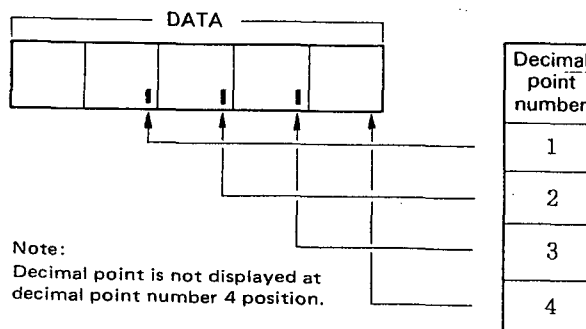 DATA
Decimal
point
number
1
2
3
4
Note:
Decimal point is not displayed at
decimal point number 4 position.